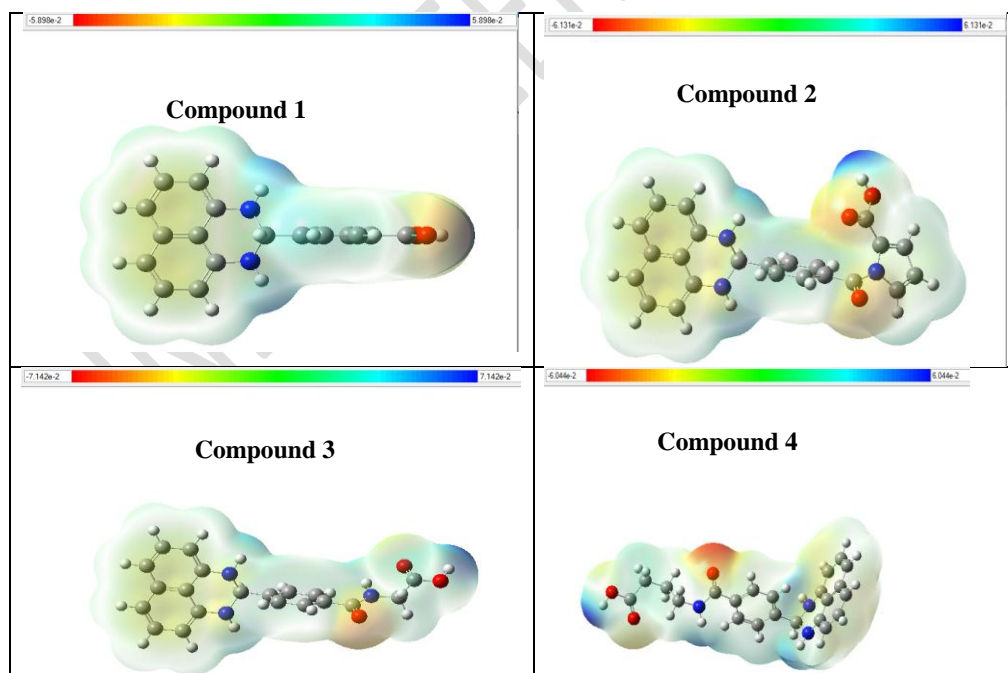 -5.898e-2 5.898e-2
Compound 1
-6.131e-2 6.131e-2
Compound 2
-7.142e-2 7.142e-2
Compound 3
-6.044e-2 6.044e-2
Compound 4